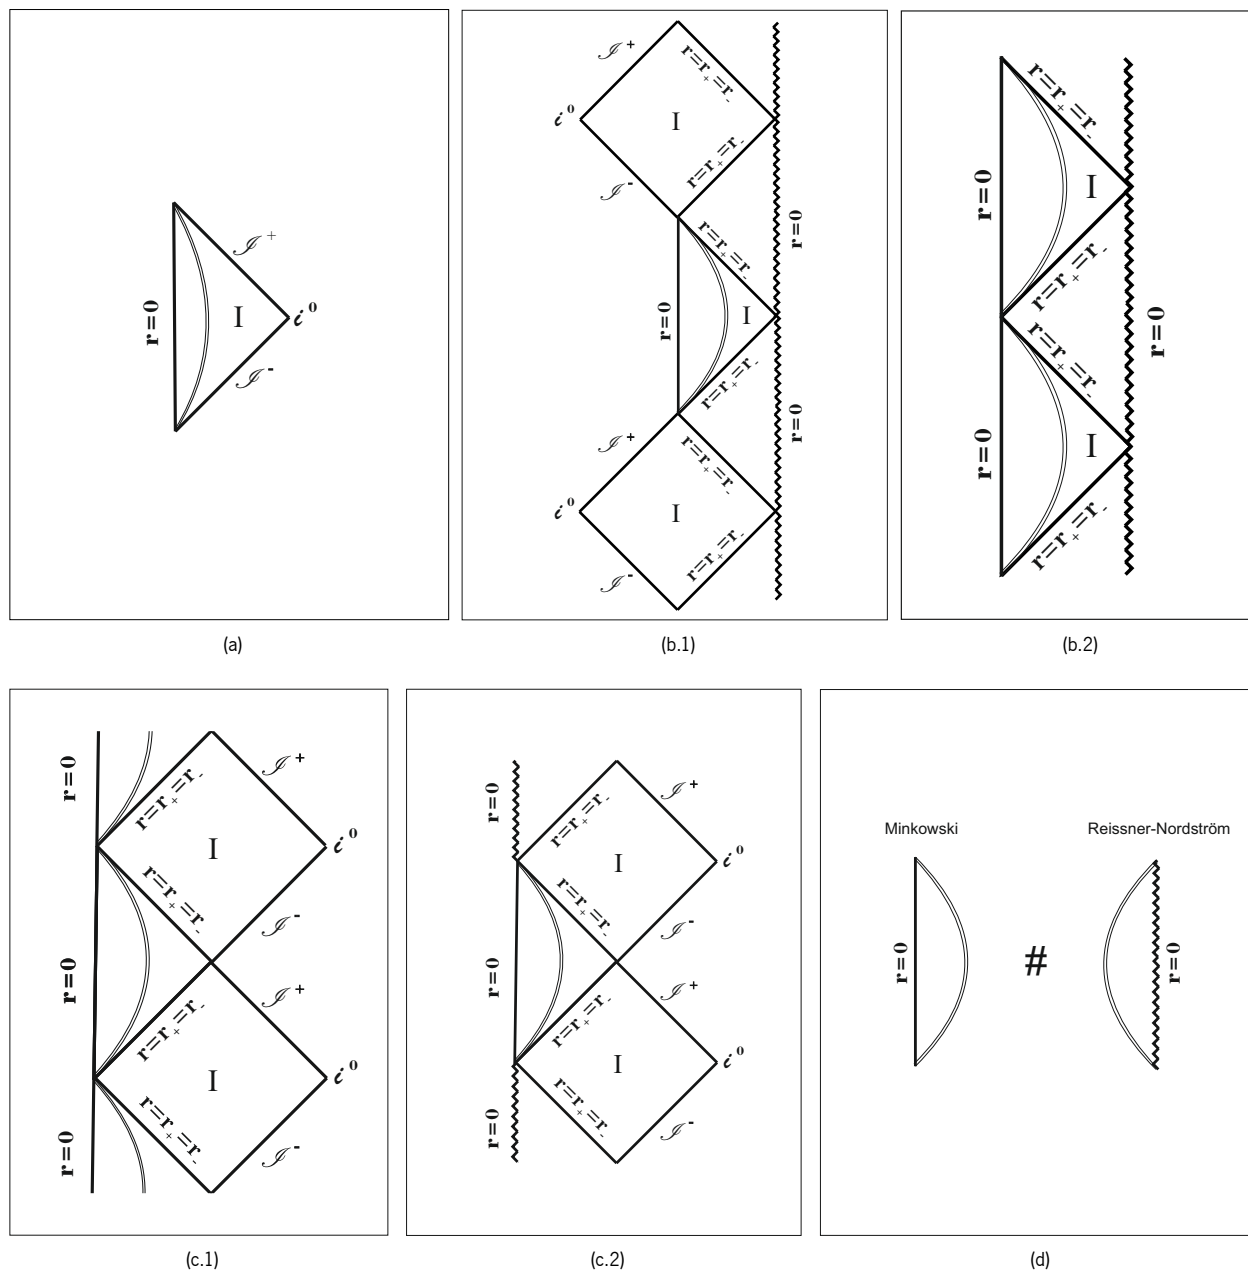 r=0
ℐ⁺
I
i⁰
ℐ⁻
(a)
ℐ⁺
r=r₊=r₋
i⁰
I
ℐ⁻
r=r₊=r₋
r=0
r=r₊=r₋
r=0
I
r=r₊=r₋
r=0
ℐ⁺
r=r₊=r₋
i⁰
I
ℐ⁻
r=r₊=r₋
(b.1)
r=r₊=r₋
r=0
I
r=r₊=r₋
r=0
r=r₊=r₋
r=0
I
r=r₊=r₋
(b.2)
r=0
ℐ⁺
r=r₊=r₋
I
i⁰
r=r₊=r₋
ℐ⁻
r=0
ℐ⁺
r=r₊=r₋
I
i⁰
r=r₊=r₋
r=0
ℐ⁻
(c.1)
r=0
ℐ⁺
r=r₊=r₋
I
i⁰
r=r₊=r₋
ℐ⁻
r=0
ℐ⁺
r=r₊=r₋
I
i⁰
r=r₊=r₋
r=0
ℐ⁻
(c.2)
Minkowski
Reissner-Nordström
r=0
#
r=0
(d)